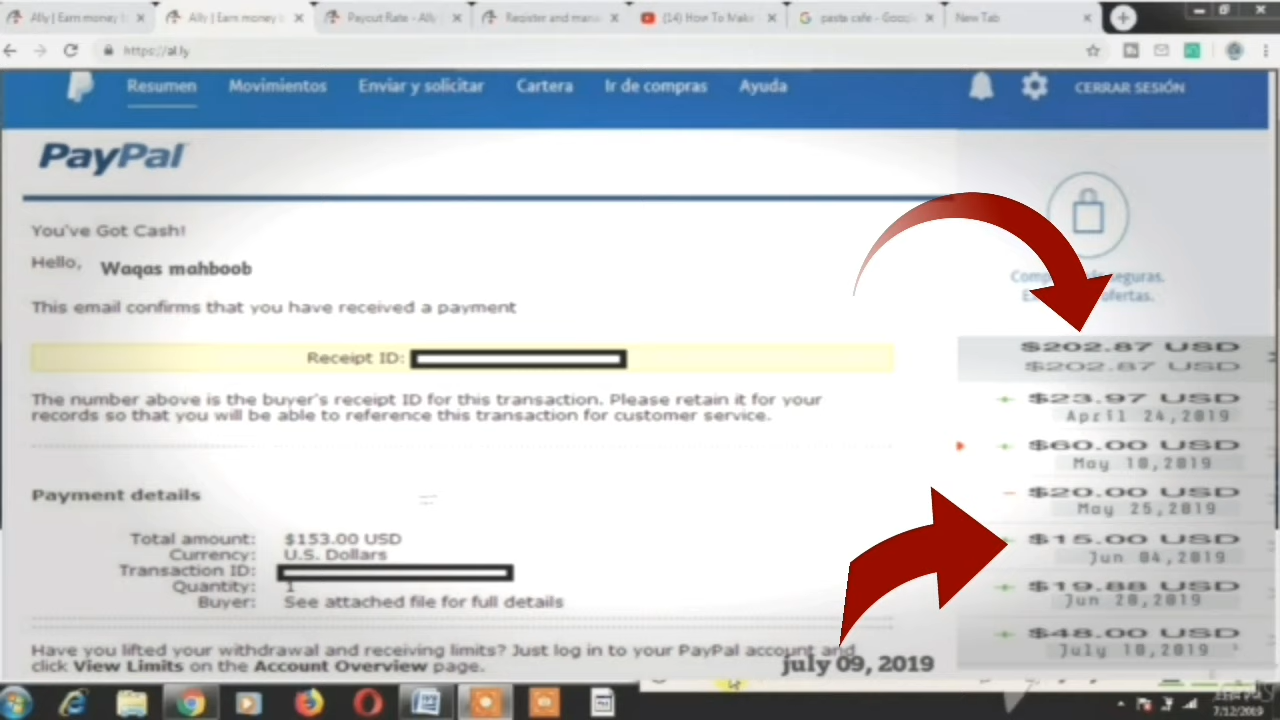 Ally | Earn money b
Ally | Earn money b
Payout Rate - Ally
Register and mana
(14) How To Make
pasta cafe - Google
New Tab
https://al.ly
Resumen
Movimientos
Enviar y solicitar
Cartera
Ir de compras
Ayuda
CERRAR SESIÓN
PayPal
You've Got Cash!
Hello, Waqas mahboob
This email confirms that you have received a payment
Receipt ID:
The number above is the buyer's receipt ID for this transaction. Please retain it for your
records so that you will be able to reference this transaction for customer service.
Payment details
Total amount: $153.00 USD
Currency: U.S. Dollars
Transaction ID:
Quantity: 1
Buyer: See attached file for full details
Have you lifted your withdrawal and receiving limits? Just log in to your PayPal account and
click View Limits on the Account Overview page.
july 09, 2019
ofertas.
$202.87 USD
$202.87 USD
+ $23.97 USD
April 24,2019
+ $60.00 USD
May 10,2019
- $20.00 USD
May 25,2019
$15.00 USD
Jun 04,2019
+ $19.88 USD
Jun 20,2019
+ $48.00 USD
July 10,2019
7/12/2019